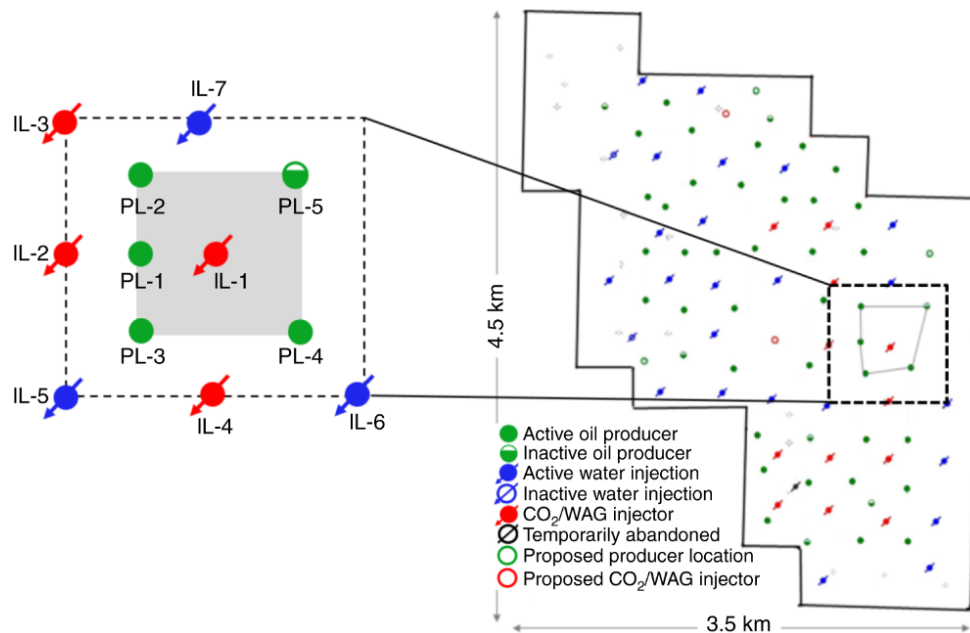 IL-7
IL-3
PL-2
PL-5
IL-2
PL-1
IL-1
PL-3
PL-4
IL-5
IL-4
IL-6
4.5 km
Active oil producer
Inactive oil producer
Active water injection
Inactive water injection
CO₂/WAG injector
Temporarily abandoned
Proposed producer location
Proposed CO₂/WAG injector
3.5 km